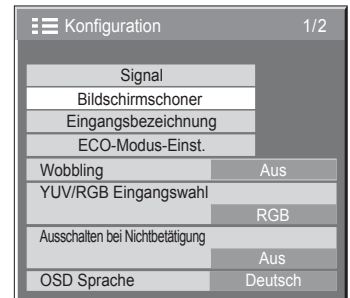 Konfiguration 1/2
Signal
Bildschirmschoner
Eingangsbezeichnung
ECO-Modus-Einst.
Wobbling Aus
YUV/RGB Eingangswahl
RGB
Ausschalten bei Nichtbetätigung
Aus
OSD Sprache Deutsch